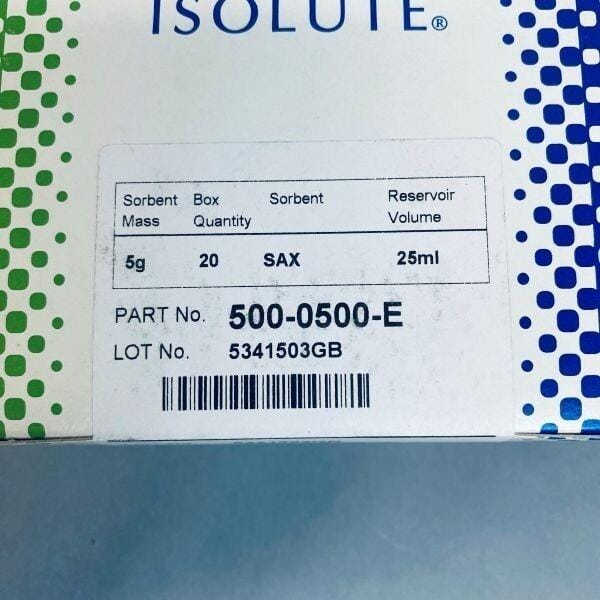 ISOLUTE®
Sorbent Mass Box Quantity Sorbent Reservoir Volume
5g 20 SAX 25ml
PART No. 500-0500-E
LOT No. 5341503GB